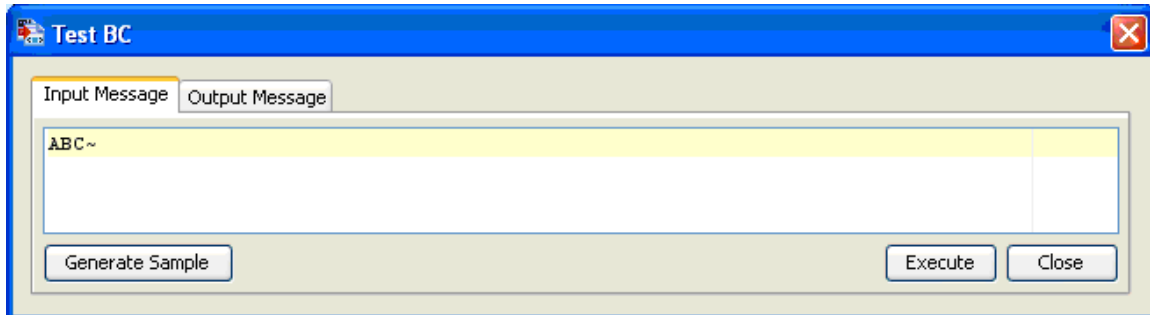 Test BC
Input Message Output Message
ABC~
Generate Sample Execute Close